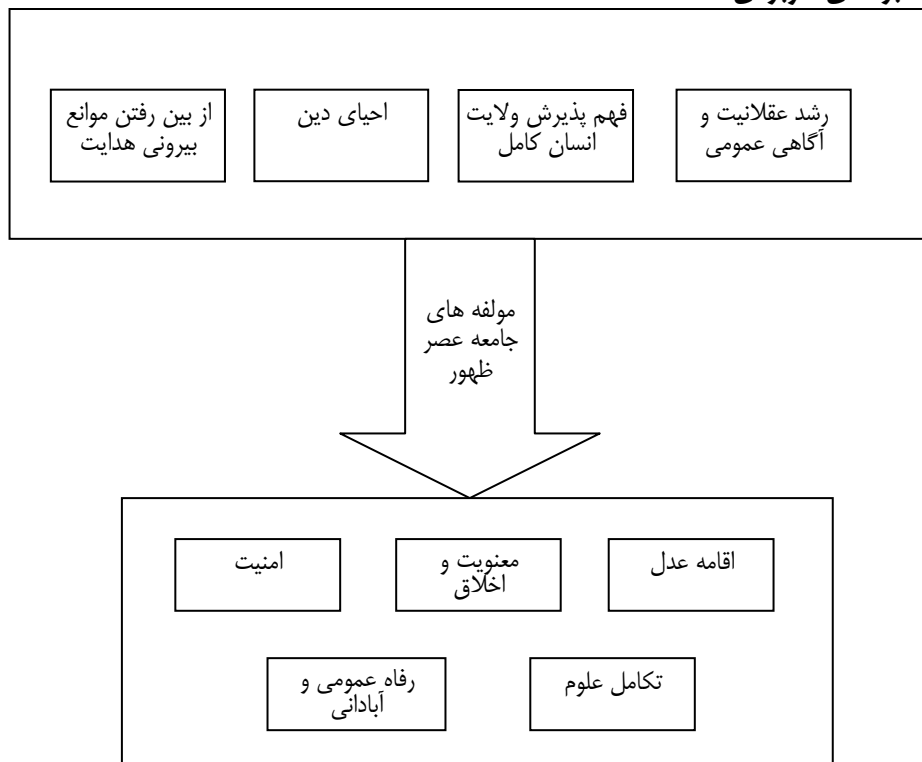 رشد عقلانیت و
آگاهی عمومی
فهم پذیرش ولایت
انسان کامل
احیای دین
از بین رفتن موانع
بیرونی هدایت
مولفه های
جامعه عصر
ظهور
اقامه عدل
معنویت و
اخلاق
امنیت
تکامل علوم
رفاه عمومی و
آبادانی